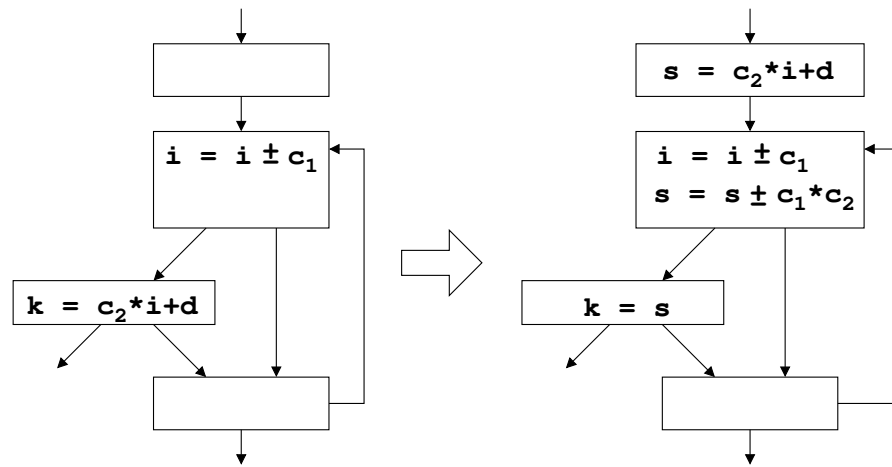 i = i ± c₁
k = c₂*i+d
s = c₂*i+d
i = i ± c₁
s = s ± c₁*c₂
k = s